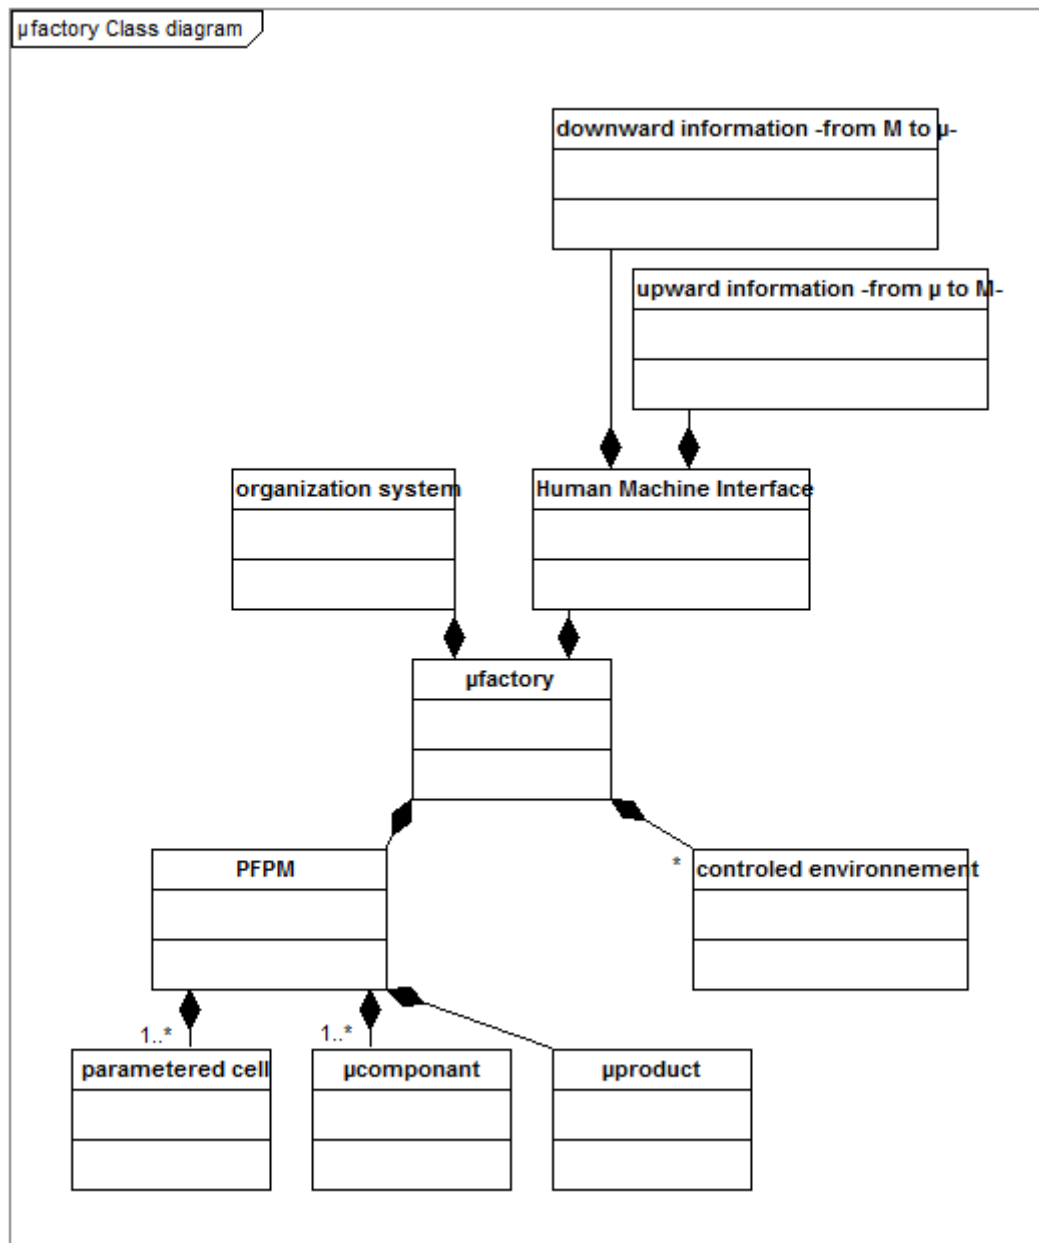 µfactory Class diagram
downward information -from M to µ-
upward information -from µ to M-
organization system
Human Machine Interface
µfactory
PFPM
* controled environnement
1..*
1..*
parametered cell
µcomponant
µproduct